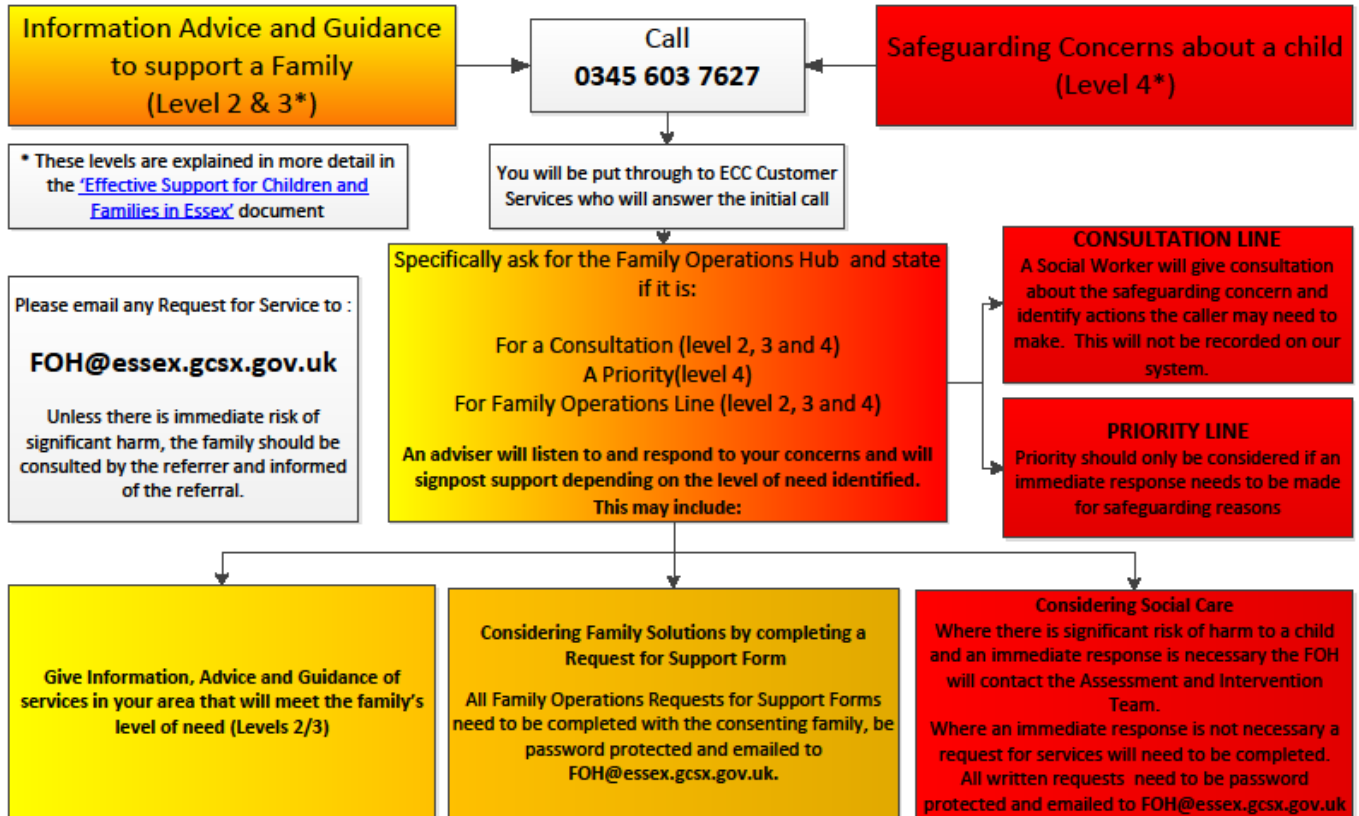 Information Advice and Guidance
to support a Family
(Level 2 & 3*)
Call
0345 603 7627
Safeguarding Concerns about a child
(Level 4*)
* These levels are explained in more detail in
the 'Effective Support for Children and
Families in Essex' document
You will be put through to ECC Customer
Services who will answer the initial call
Please email any Request for Service to :
FOH@essex.gcsx.gov.uk
Unless there is immediate risk of
significant harm, the family should be
consulted by the referrer and informed
of the referral.
Specifically ask for the Family Operations Hub and state
if it is:
For a Consultation (level 2, 3 and 4)
A Priority(level 4)
For Family Operations Line (level 2, 3 and 4)
An adviser will listen to and respond to your concerns and will
signpost support depending on the level of need identified.
This may include:
CONSULTATION LINE
A Social Worker will give consultation
about the safeguarding concern and
identify actions the caller may need to
make. This will not be recorded on our
system.
PRIORITY LINE
Priority should only be considered if an
immediate response needs to be made
for safeguarding reasons
Give Information, Advice and Guidance of
services in your area that will meet the family's
level of need (Levels 2/3)
Considering Family Solutions by completing a
Request for Support Form
All Family Operations Requests for Support Forms
need to be completed with the consenting family, be
password protected and emailed to
FOH@essex.gcsx.gov.uk.
Considering Social Care
Where there is significant risk of harm to a child
and an immediate response is necessary the FOH
will contact the Assessment and Intervention
Team.
Where an immediate response is not necessary a
request for services will need to be completed.
All written requests need to be password
protected and emailed to FOH@essex.gcsx.gov.uk